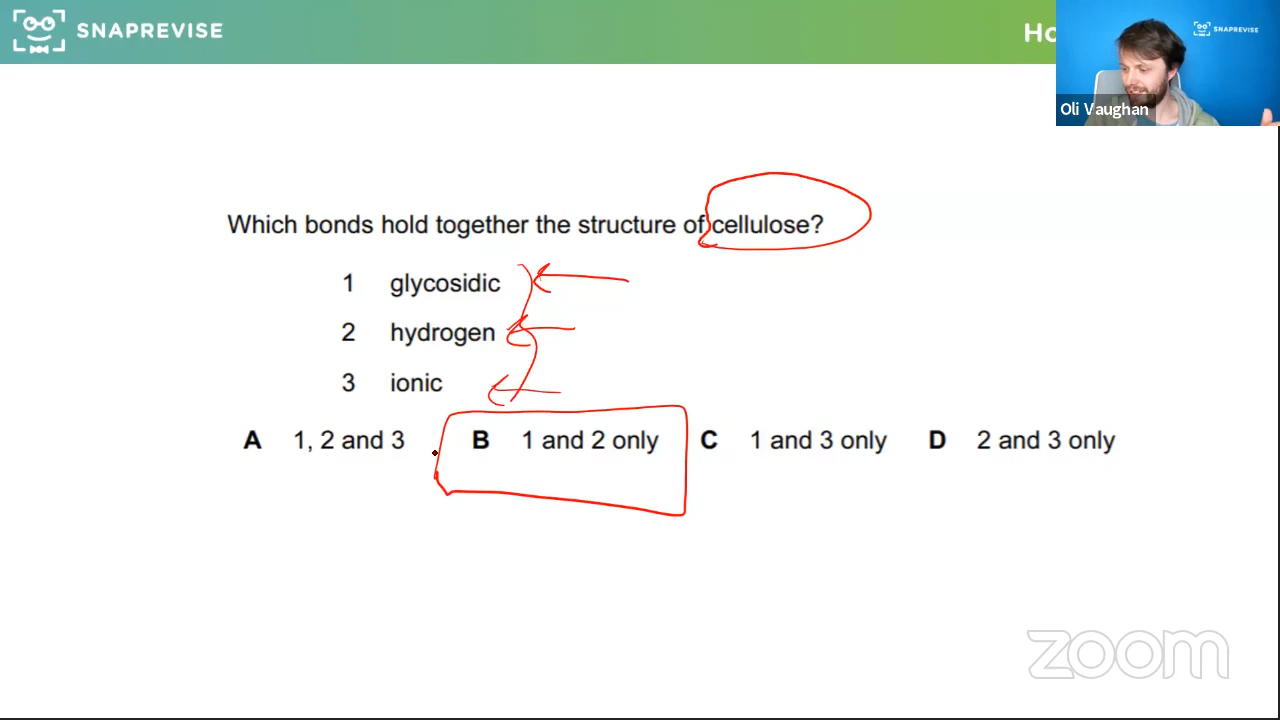 SNAPREVISE
Ho
SNAPREVISE
Oli Vaughan
Which bonds hold together the structure of cellulose?
1 glycosidic
2 hydrogen
3 ionic
A 1, 2 and 3 B 1 and 2 only C 1 and 3 only D 2 and 3 only
zoom